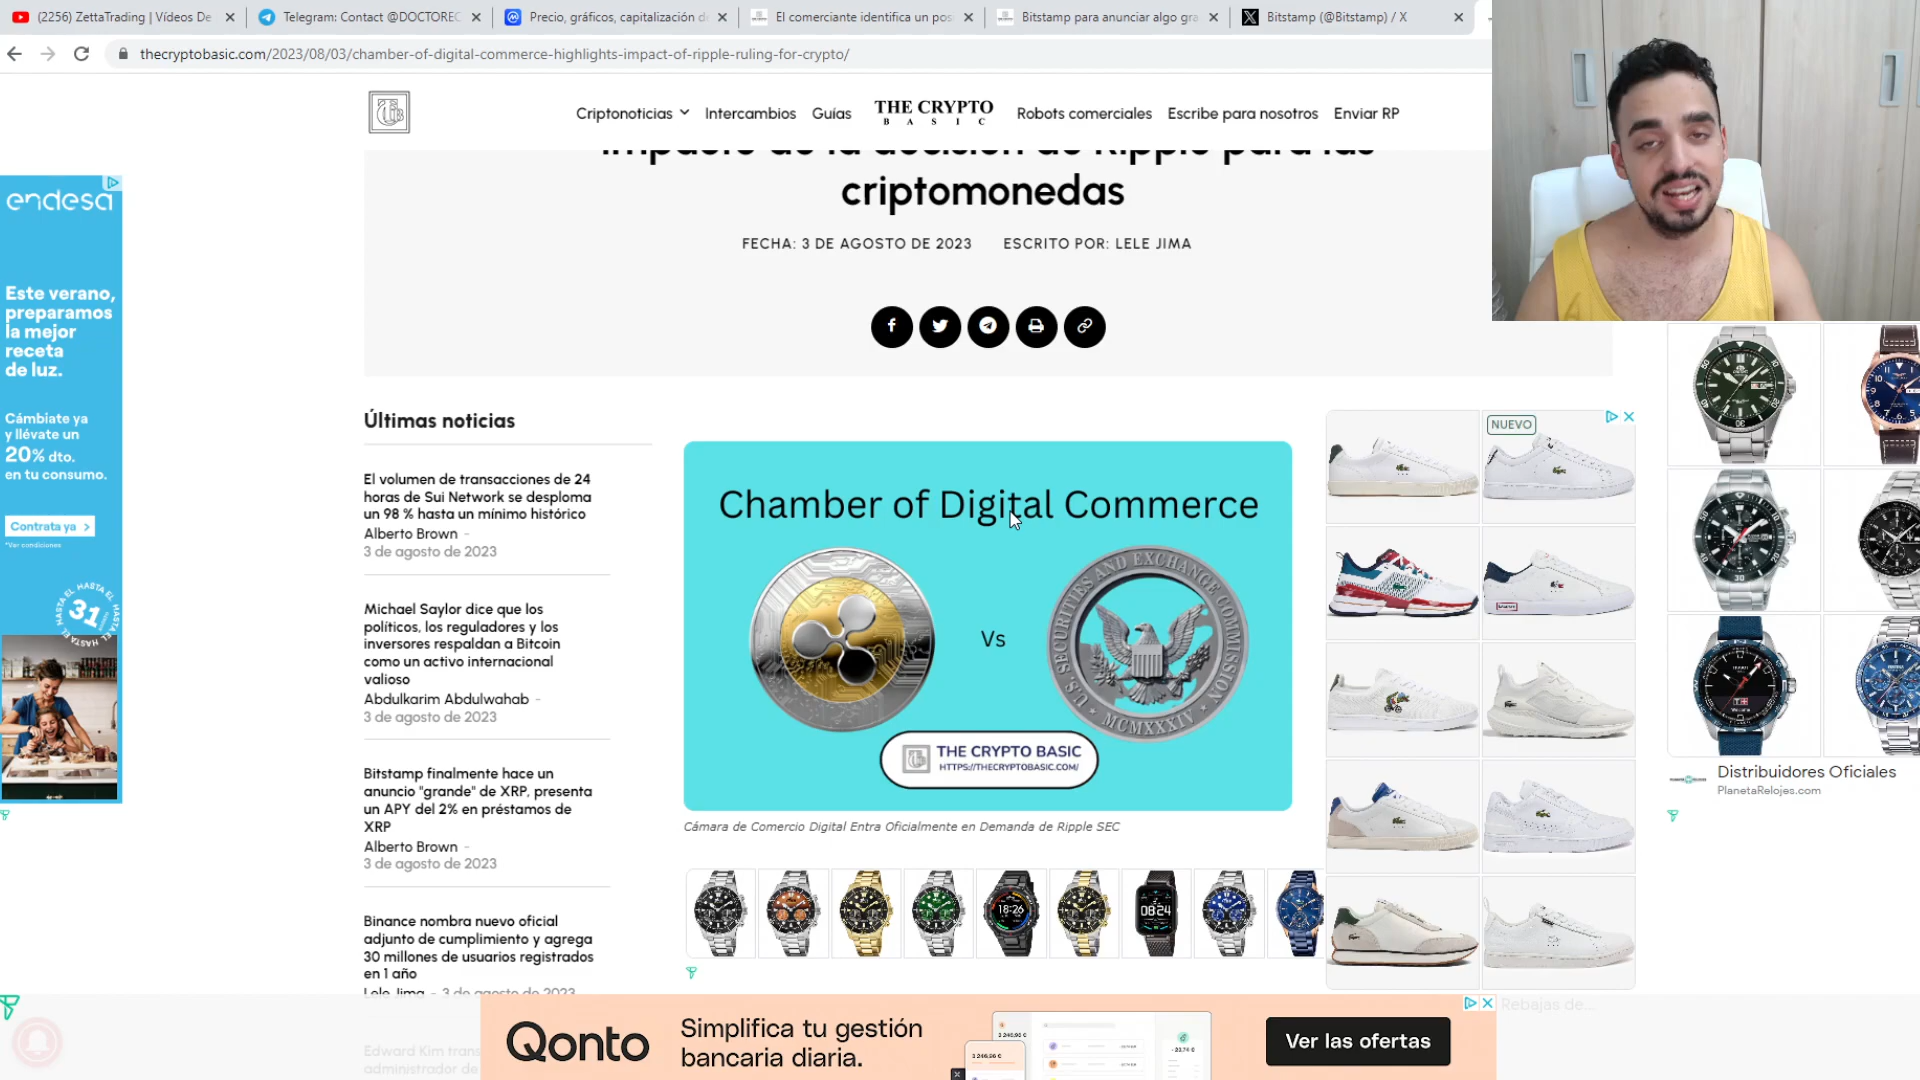 (2256) ZettaTrading | Vídeos De
Telegram: Contact @DOCTOREC
Precio, gráficos, capitalización d
El comerciante identifica un pos
Bitstamp para anunciar algo gra
Bitstamp (@Bitstamp) / X
thecryptobasic.com/2023/08/03/chamber-of-digital-commerce-highlights-impact-of-ripple-ruling-for-crypto/
Criptonoticias
Intercambios
Guías
THE CRYPTO
BASIC
Robots comerciales
Escribe para nosotros
Enviar RP
impacto de la decisión de Ripple para las
criptomonedas
FECHA: 3 DE AGOSTO DE 2023
ESCRITO POR: LELE JIMA
endesa
Este verano,
preparamos
la mejor
receta
de luz.
Cámbiate ya
y llévate un
20% dto.
en tu consumo.
Contrata ya >
*Ver condiciones
HASTA EL
31
Últimas noticias
El volumen de transacciones de 24
horas de Sui Network se desploma
un 98 % hasta un mínimo histórico
Alberto Brown -
3 de agosto de 2023
Michael Saylor dice que los
políticos, los reguladores y los
inversores respaldan a Bitcoin
como un activo internacional
valioso
Abdulkarim Abdulwahab -
3 de agosto de 2023
Bitstamp finalmente hace un
anuncio "grande" de XRP, presenta
un APY del 2% en préstamos de
XRP
Alberto Brown -
3 de agosto de 2023
Binance nombra nuevo oficial
adjunto de cumplimiento y agrega
30 millones de usuarios registrados
en 1 año
Lele Jima - 3 de agosto de 2023
Edward Kim trans
administrador de
Chamber of Digital Commerce
Vs
U.S. SECURITIES AND EXCHANGE COMMISSION
MCMXXXIV
THE CRYPTO BASIC
HTTPS://THECRYPTOBASIC.COM/
Cámara de Comercio Digital Entra Oficialmente en Demanda de Ripple SEC
18:26
08:24
NUEVO
Distribuidores Oficiales
PlanetaRelojes.com
Rebajas de...
Qonto
Simplifica tu gestión
bancaria diaria.
Ver las ofertas